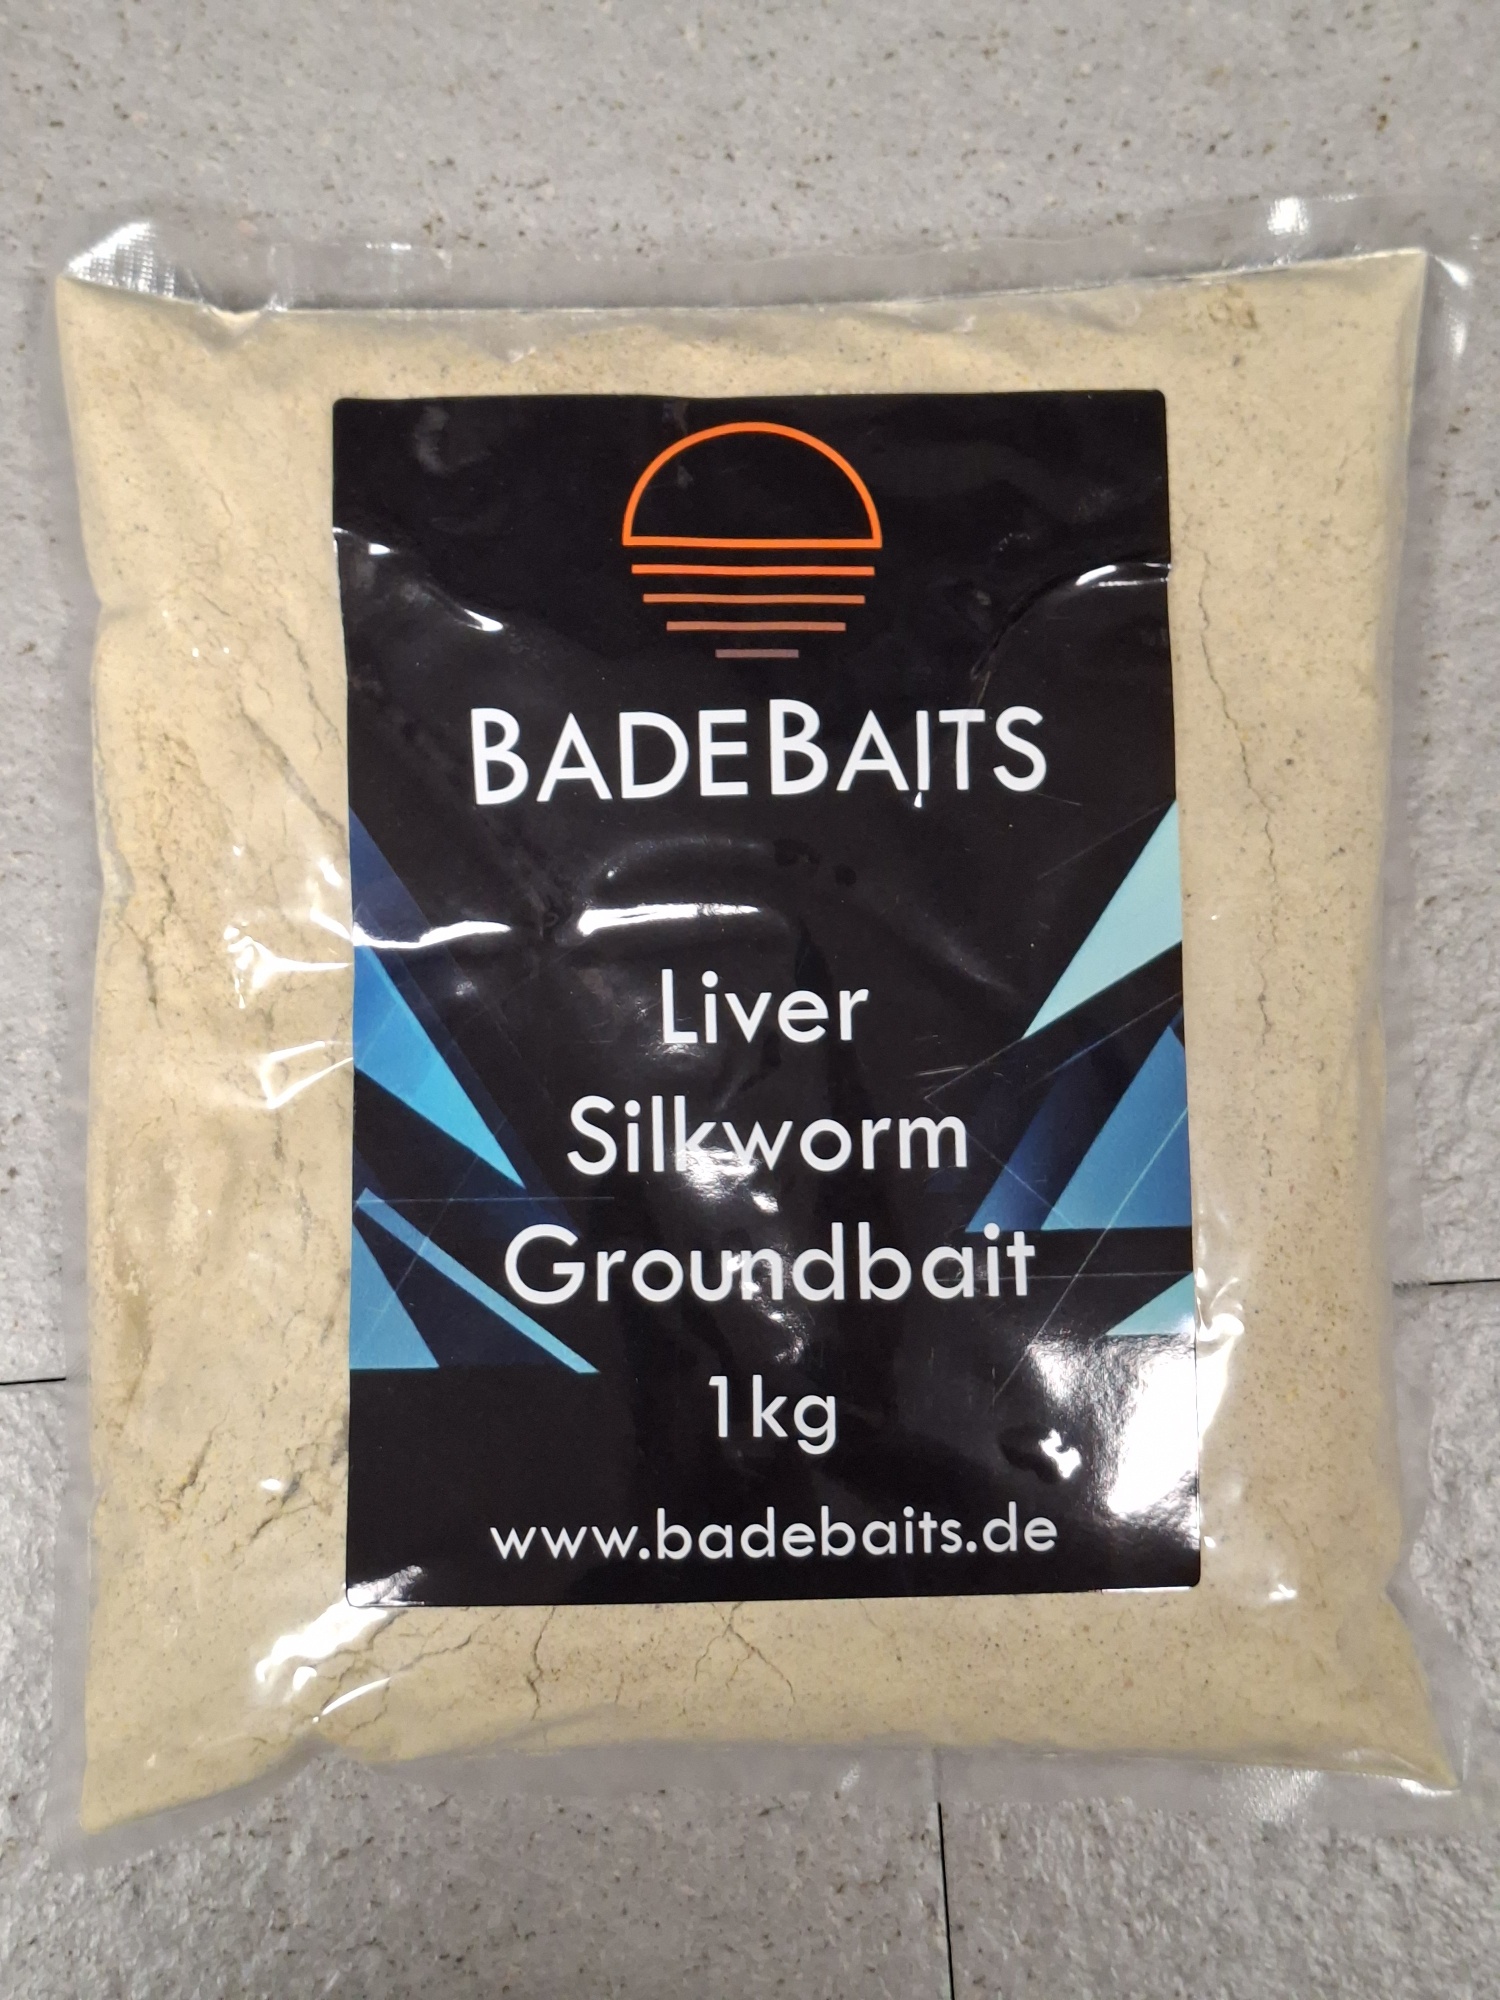 BADEBAITS
Liver
Silkworm
Groundbait
1kg
www.badebaits.de